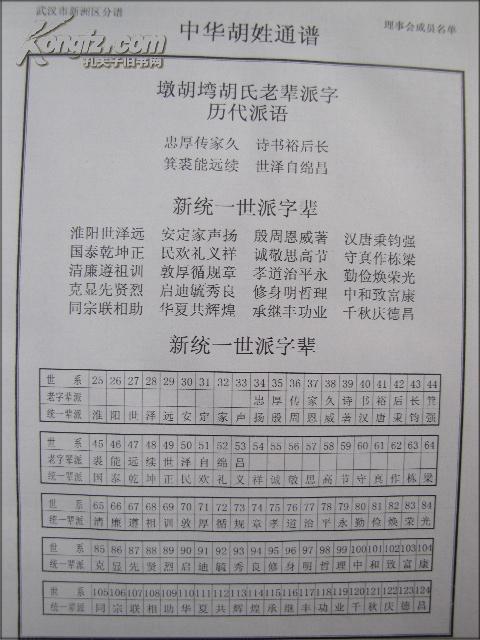 武汉市新洲区分谱
理事会成员名单
中华胡姓通谱
孔夫子旧书网
墩胡塆胡氏老辈派字
历代派语
忠厚传家久 诗书裕后长
箕裘能远续 世泽自绵昌
新统一世派字辈
淮阳世泽远 安定家声扬 殷周恩威著 汉唐秉钧强
国泰乾坤正 民欢礼义祥 诚敬思高节 守真作栋梁
清廉遵祖训 敦厚循规章 孝道治平永 勤俭焕荣光
克显先贤烈 启迪毓秀良 修身明哲理 中和致富康
同宗联相助 华夏共辉煌 承继丰功业 千秋庆德昌
新统一世派字辈
世系 25 26 27 28 29 30 31 32 33 34 35 36 37 38 39 40 41 42 43 44
老字辈派 忠 厚 传 家 久 诗 书 裕 后 长 箕
统一辈派 淮 阳 世 泽 远 安 定 家 声 扬 殷 周 恩 威 著 汉 唐 秉 钧 强
世系 45 46 47 48 49 50 51 52 53 54 55 56 57 58 59 60 61 62 63 64
老字辈派 裘 能 远 续 世 泽 自 绵 昌
统一辈派 国 泰 乾 坤 正 民 欢 礼 义 祥 诚 敬 思 高 节 守 真 作 栋 梁
世系 65 66 67 68 69 70 71 72 73 74 75 76 77 78 79 80 81 82 83 84
统一辈派 清 廉 遵 祖 训 敦 厚 循 规 章 孝 道 治 平 永 勤 俭 焕 荣 光
世系 85 86 87 88 89 90 91 92 93 94 95 96 97 98 99 100 101 102 103 104
统一辈派 克 显 先 贤 烈 启 迪 毓 秀 良 修 身 明 哲 理 中 和 致 富 康
世系 105 106 107 108 109 110 111 112 113 114 115 116 117 118 119 120 121 122 123 124
统一辈派 同 宗 联 相 助 华 夏 共 辉 煌 承 继 丰 功 业 千 秋 庆 德 昌